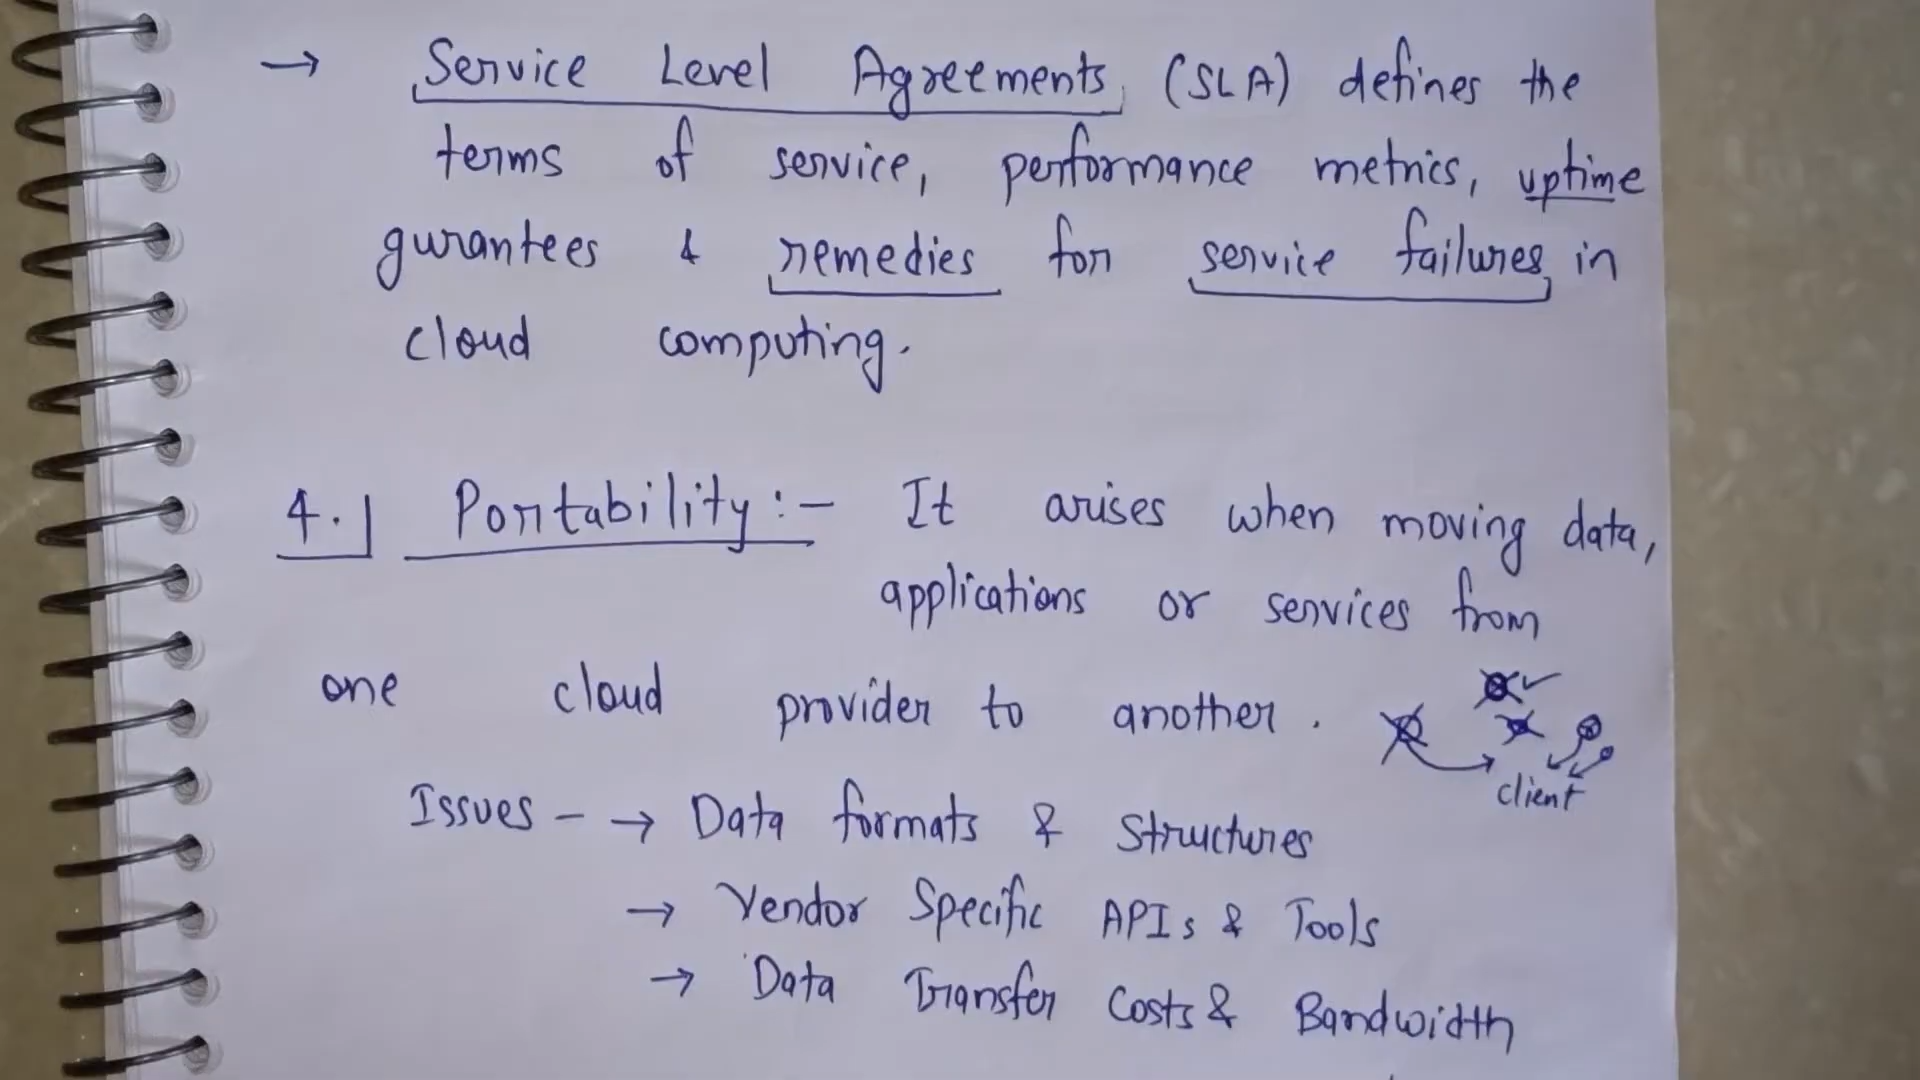 → Service Level Agreements (SLA) defines the
terms of service, performance metrics, uptime
gurantees & remedies for service failures in
cloud computing.
4.] Portability :- It arises when moving data,
applications or services from
one cloud provider to another.
client
Issues - → Data formats & Structures
→ Vendor Specific APIs & Tools
→ Data Transfer Costs & Bandwidth